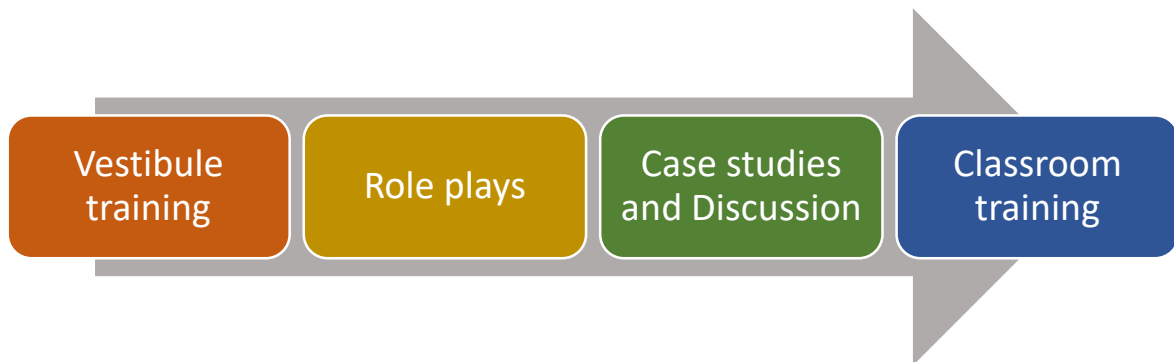 Vestibule
training
Role plays
Case studies
and Discussion
Classroom
training